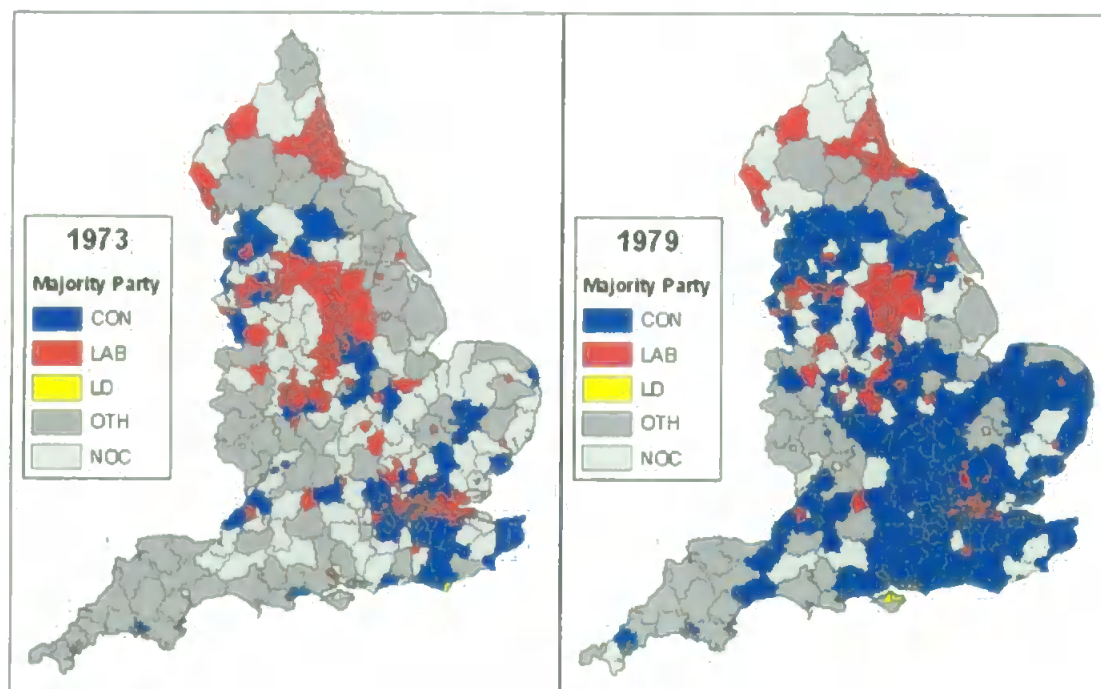 1973
Majority Party
CON
LAB
LD
OTH
NOC
1979
Majority Party
CON
LAB
LD
OTH
NOC